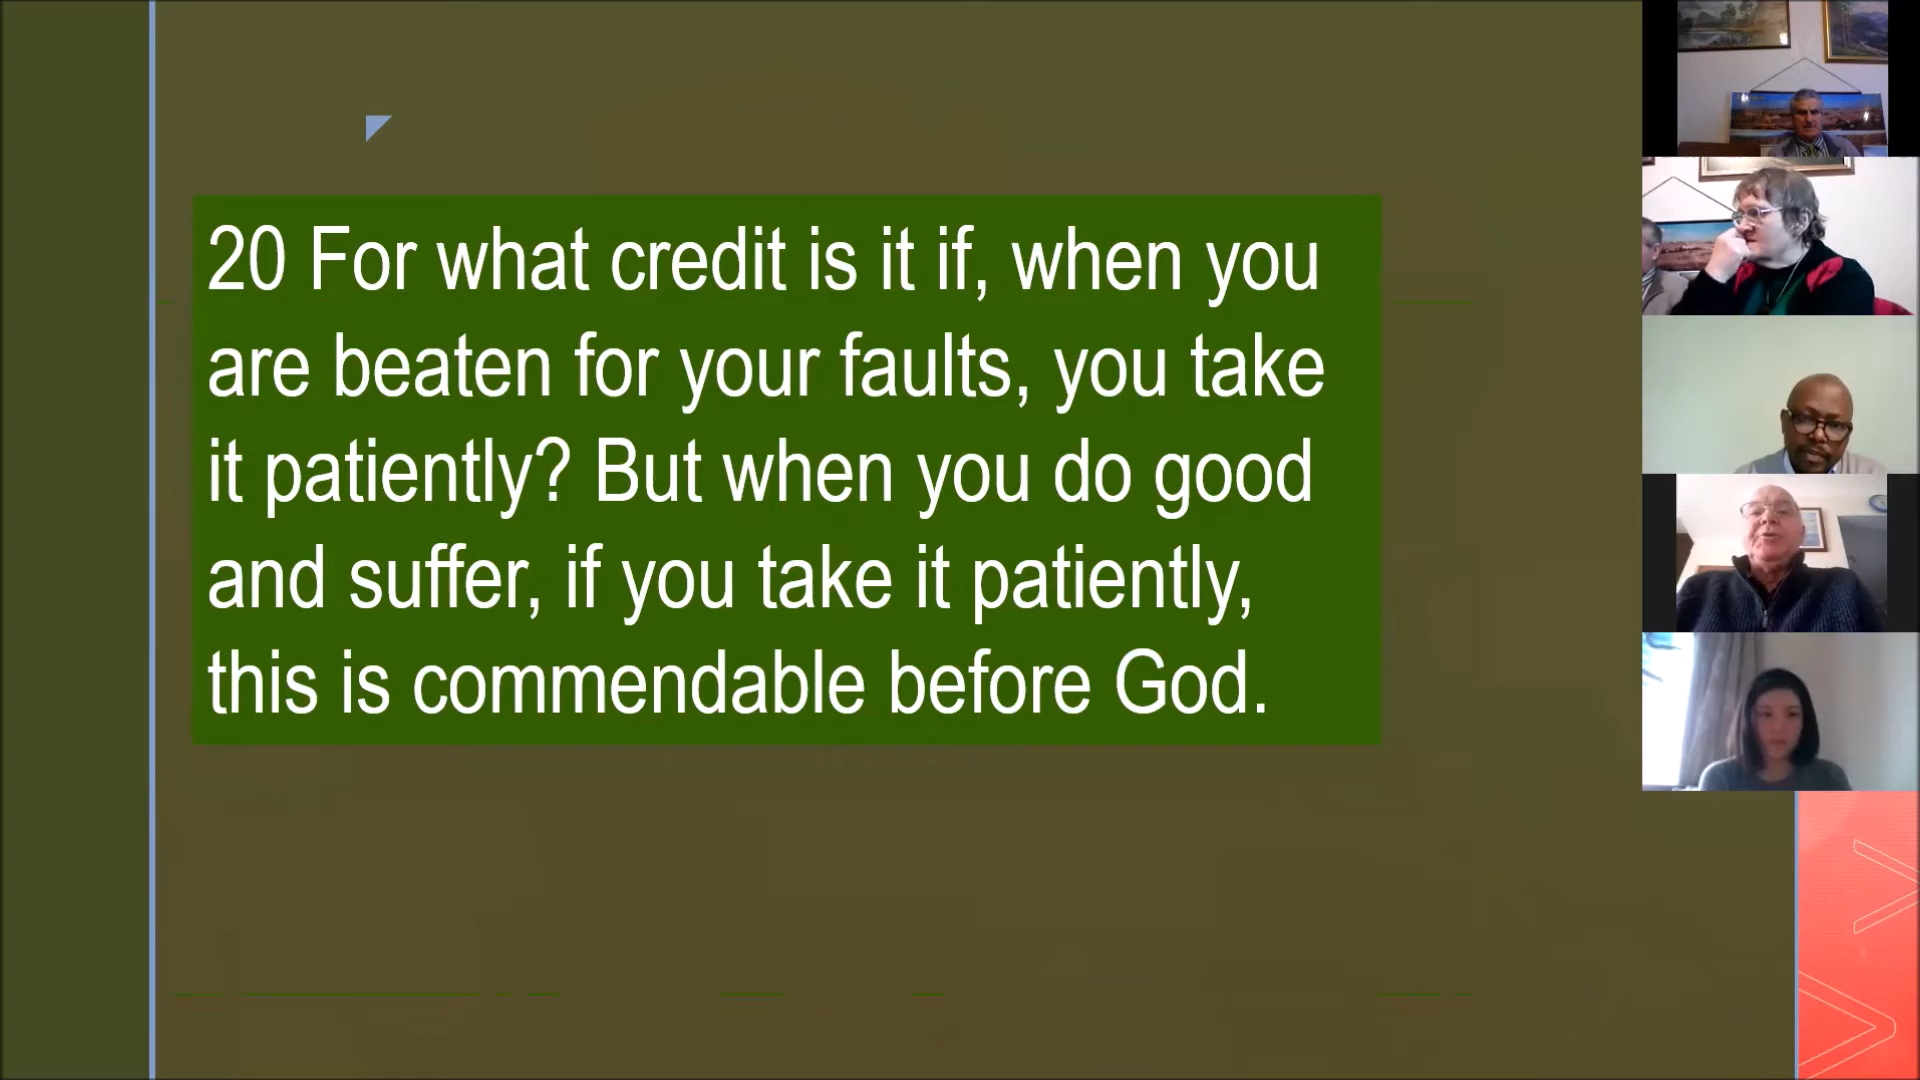 20 For what credit is it if, when you
are beaten for your faults, you take
it patiently? But when you do good
and suffer, if you take it patiently,
this is commendable before God.